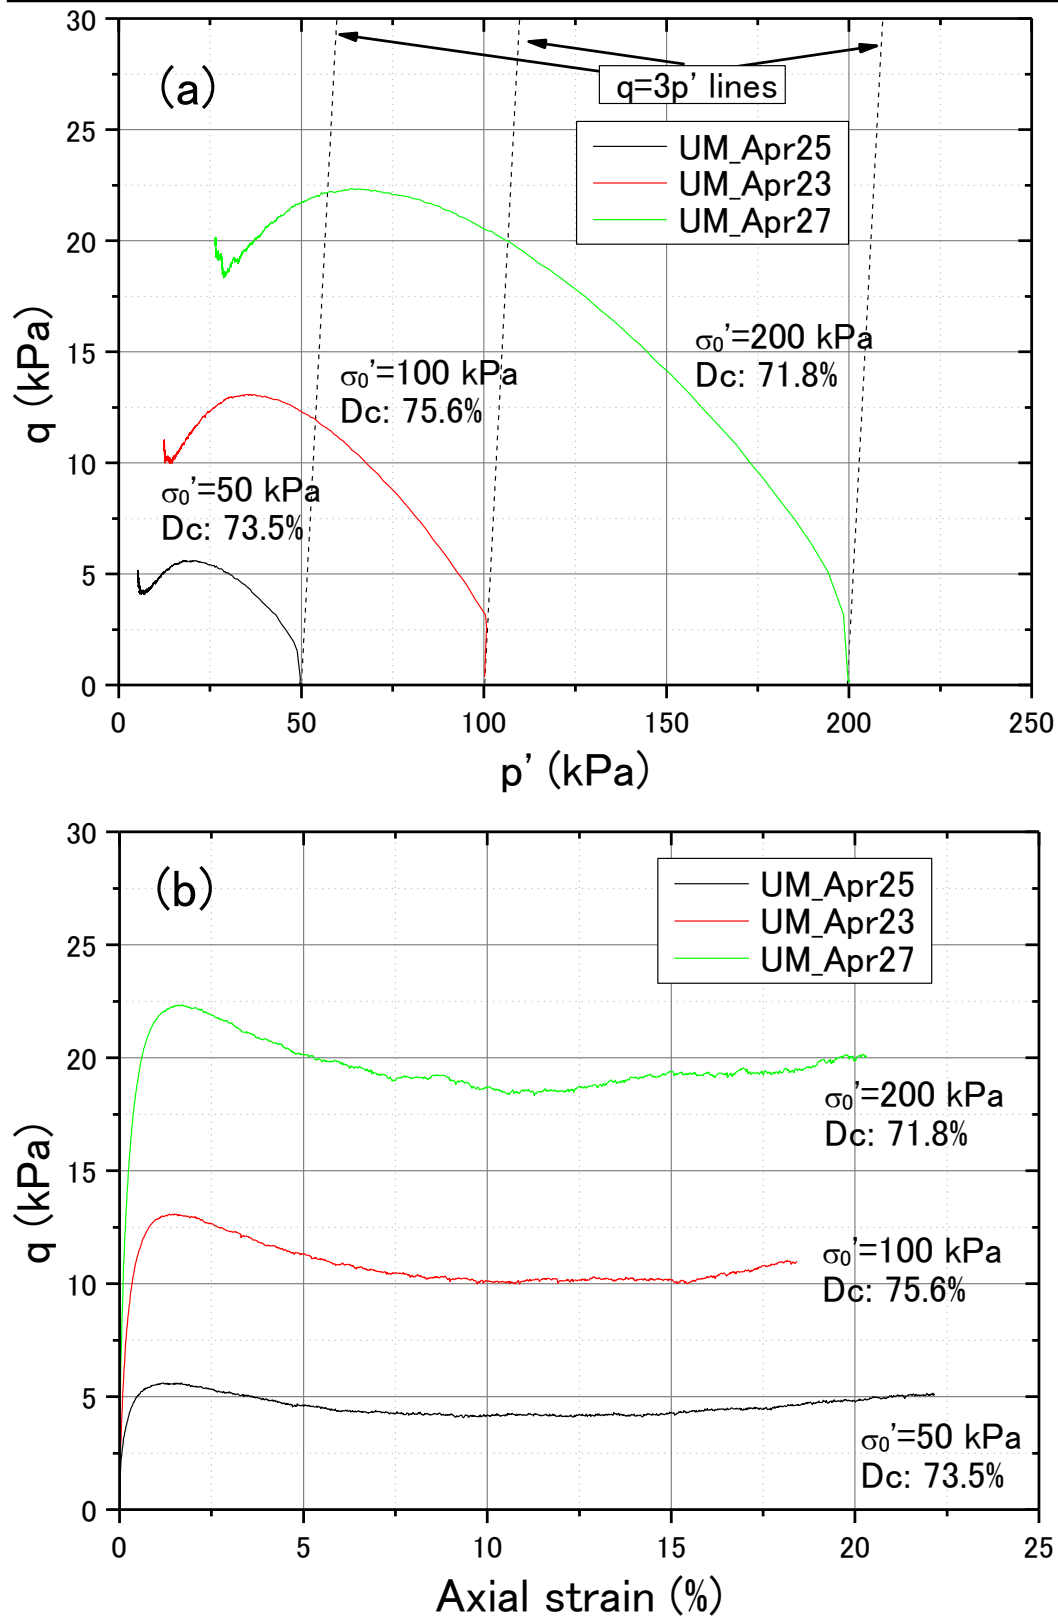 30
25
20
15
10
5
0
q (kPa)
(a)
q=3p' lines
UM_Apr25
UM_Apr23
UM_Apr27
σ0'=200 kPa
Dc: 71.8%
σ0'=100 kPa
Dc: 75.6%
σ0'=50 kPa
Dc: 73.5%
0 50 100 150 200 250
p' (kPa)
30
25
20
15
10
5
0
q (kPa)
(b)
UM_Apr25
UM_Apr23
UM_Apr27
σ0'=200 kPa
Dc: 71.8%
σ0'=100 kPa
Dc: 75.6%
σ0'=50 kPa
Dc: 73.5%
0 5 10 15 20 25
Axial strain (%)